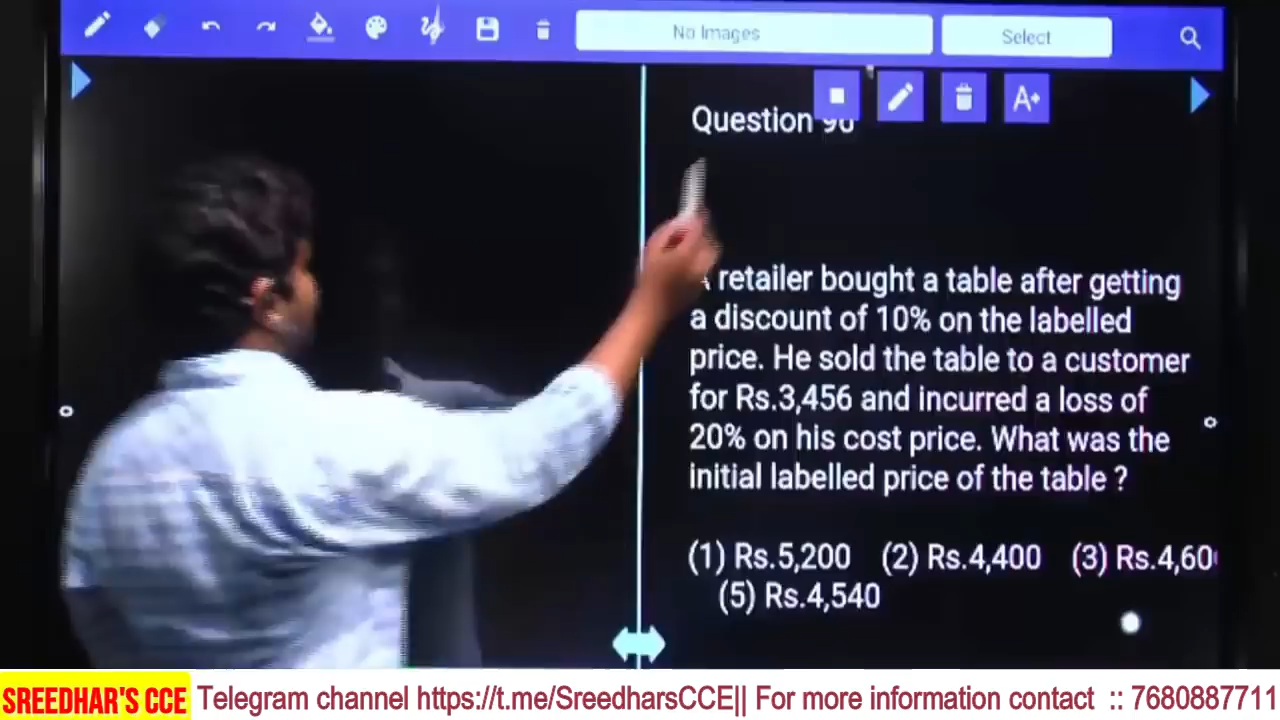 No Images
Select
A+
Question 96
A retailer bought a table after getting
a discount of 10% on the labelled
price. He sold the table to a customer
for Rs.3,456 and incurred a loss of
20% on his cost price. What was the
initial labelled price of the table ?
(1) Rs.5,200 (2) Rs.4,400 (3) Rs.4,60
(5) Rs.4,540
SREEDHAR'S CCE Telegram channel https://t.me/SreedharsCCE|| For more information contact :: 7680887711